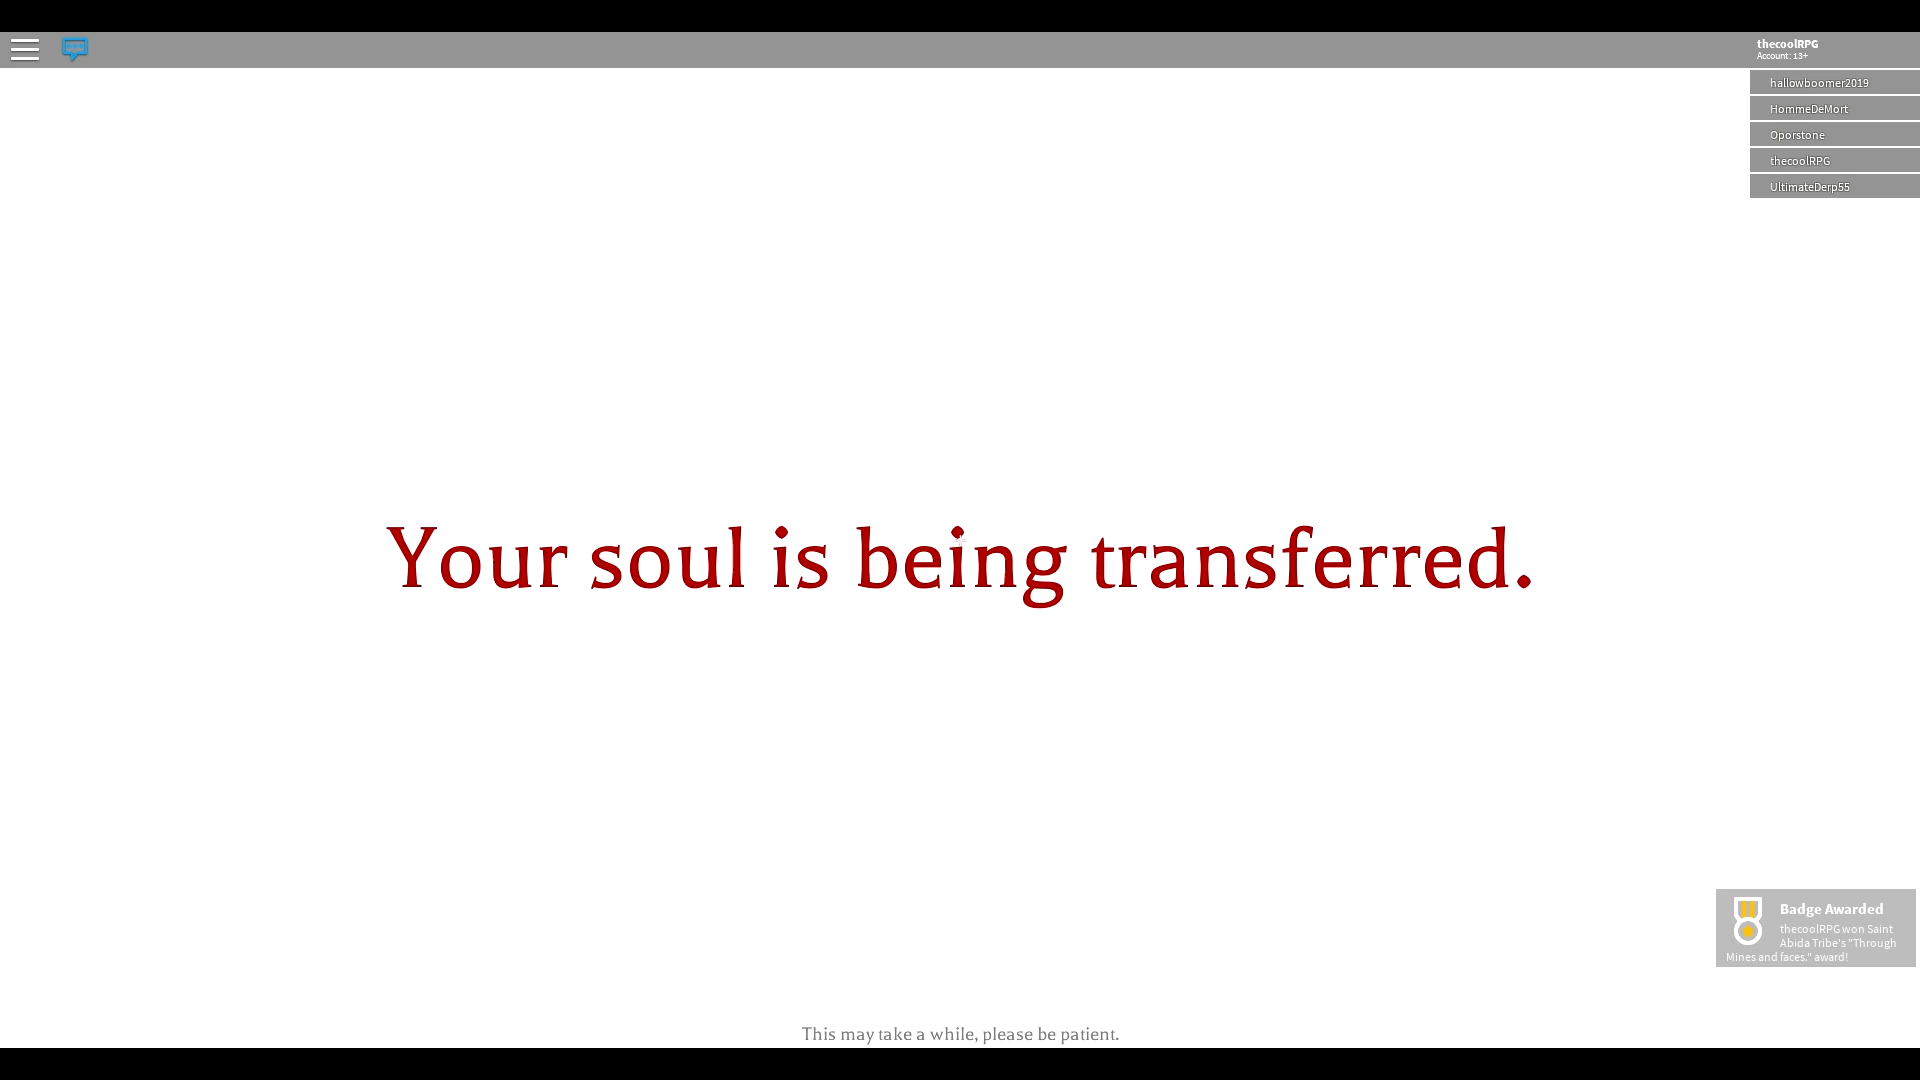 thecoolRPG
Account: 13+
hallowboomer2019
HommeDeMort
Oporstone
thecoolRPG
UltimateDerp55
Your soul is being transferred.
Badge Awarded
thecoolRPG won Saint
Abida Tribe's "Through
Mines and faces." award!
This may take a while, please be patient.